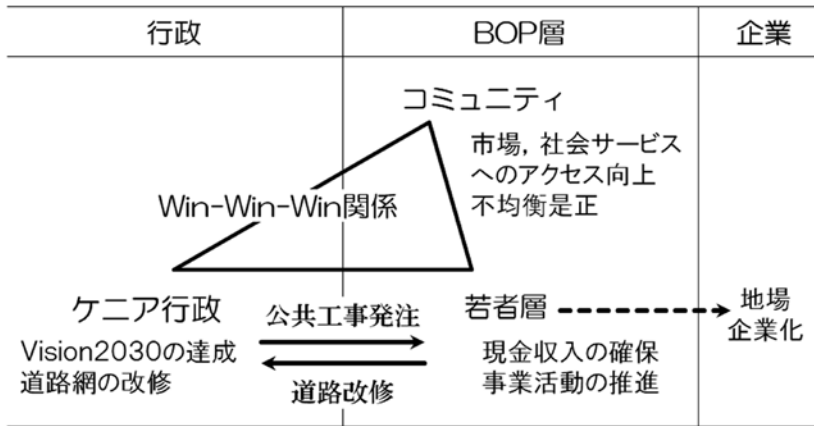 行政
BOP層
企業
コミュニティ
市場, 社会サービス
へのアクセス向上
不均衡是正
Win-Win-Win関係
ケニア行政
Vision2030の達成
道路網の改修
公共工事発注
道路改修
若者層
現金収入の確保
事業活動の推進
地場
企業化